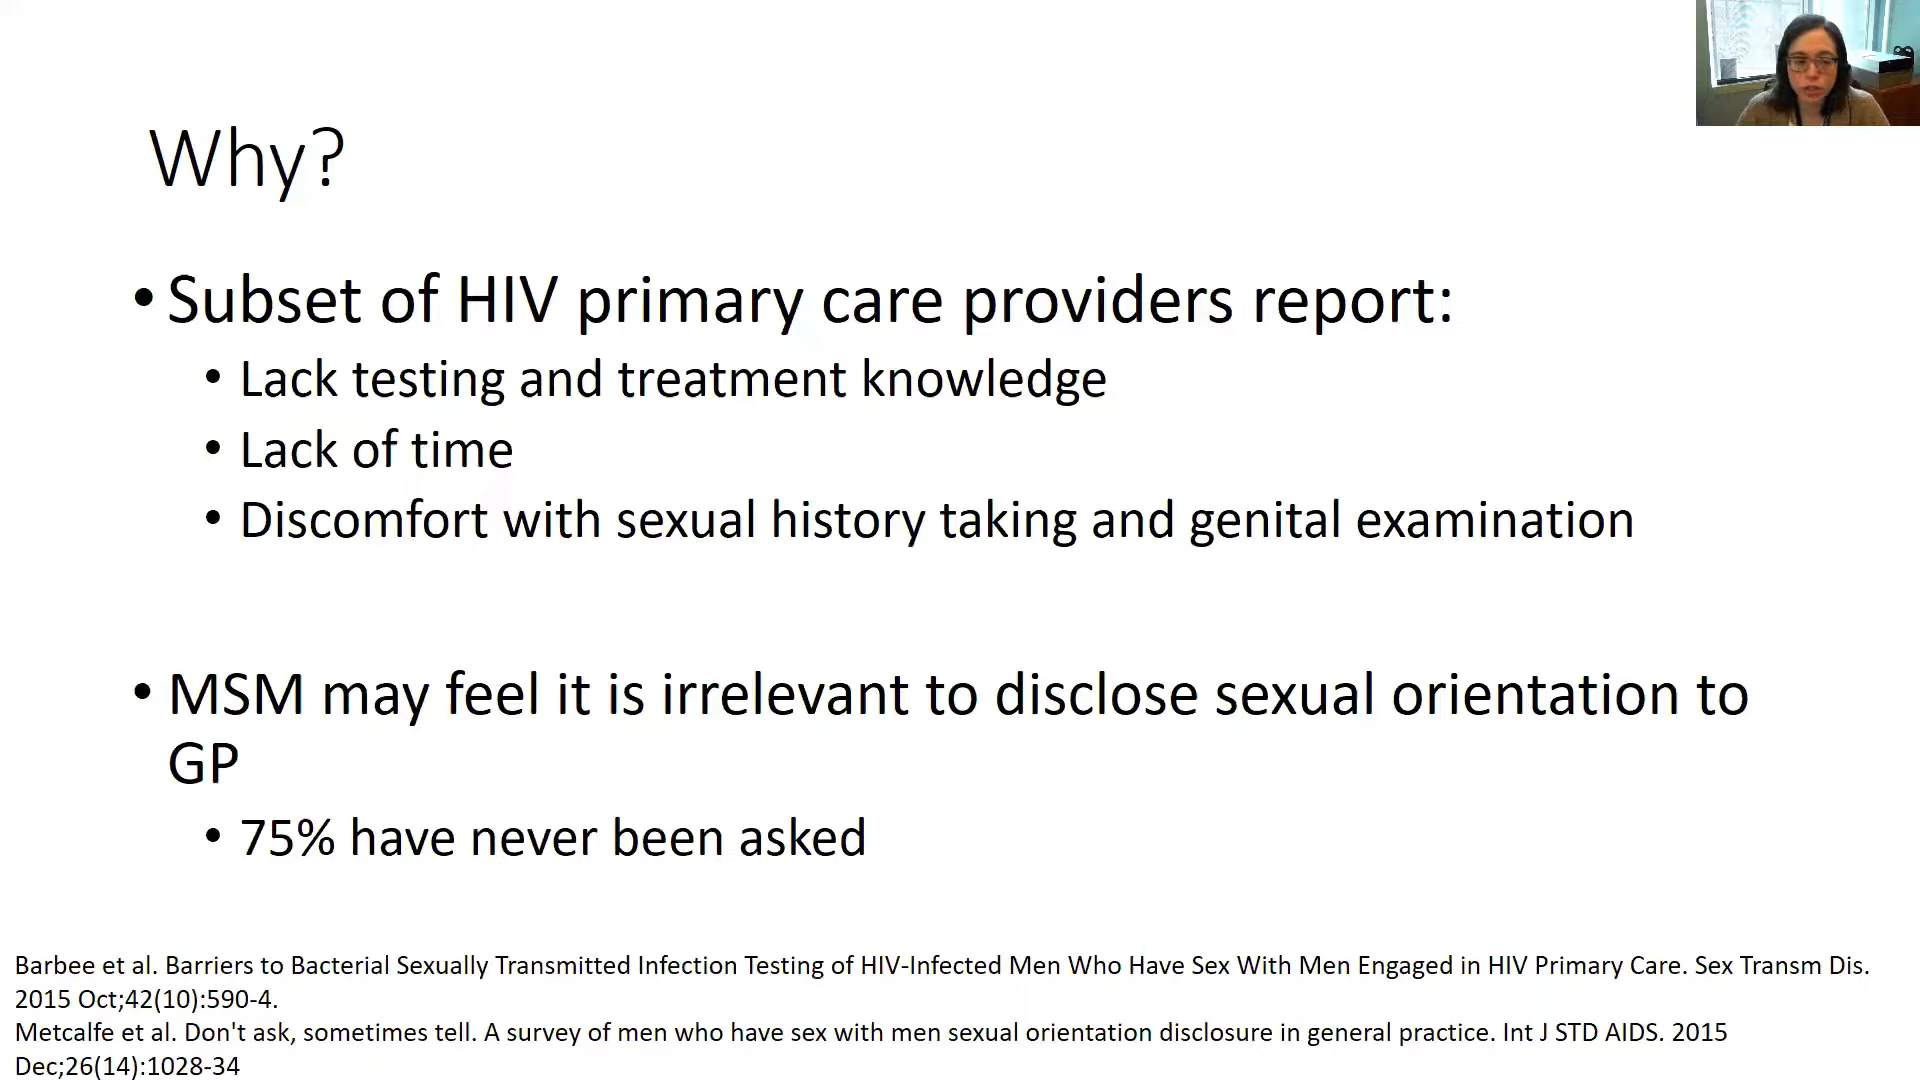 Why?
• Subset of HIV primary care providers report:
• Lack testing and treatment knowledge
• Lack of time
• Discomfort with sexual history taking and genital examination
• MSM may feel it is irrelevant to disclose sexual orientation to
GP
• 75% have never been asked
Barbee et al. Barriers to Bacterial Sexually Transmitted Infection Testing of HIV-Infected Men Who Have Sex With Men Engaged in HIV Primary Care. Sex Transm Dis.
2015 Oct;42(10):590-4.
Metcalfe et al. Don't ask, sometimes tell. A survey of men who have sex with men sexual orientation disclosure in general practice. Int J STD AIDS. 2015
Dec;26(14):1028-34